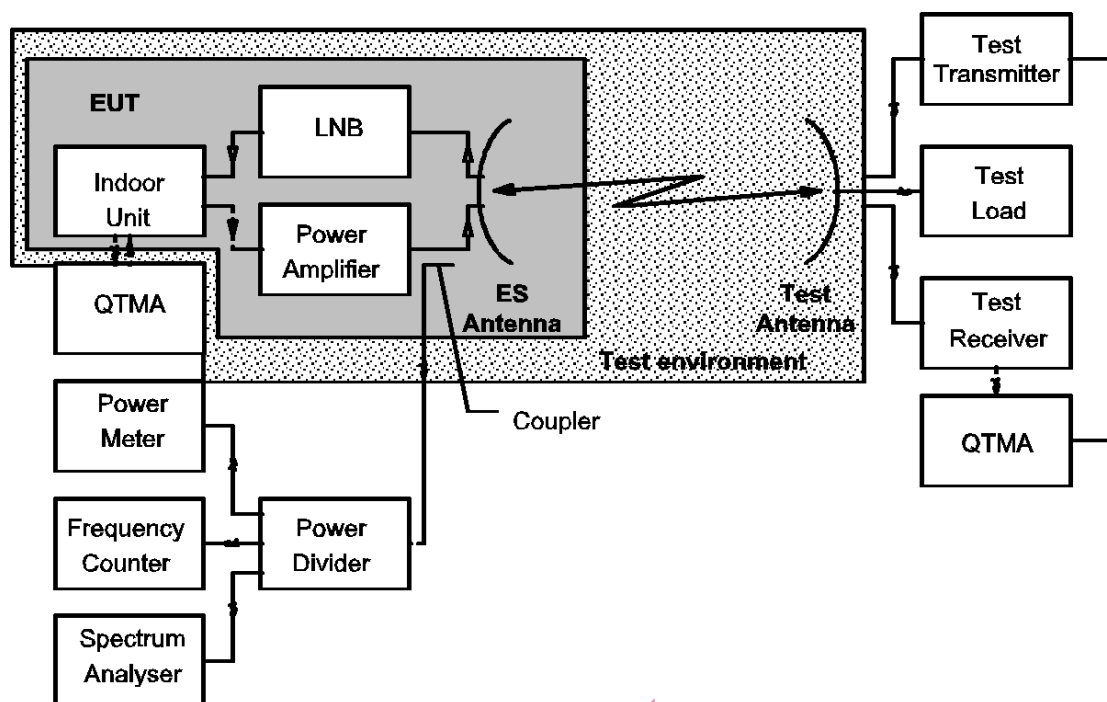 EUT
LNB
Indoor
Unit
Power
Amplifier
ES
Antenna
QTMA
Power
Meter
Frequency
Counter
Spectrum
Analyser
Power
Divider
Coupler
Test
Antenna
Test environment
Test
Transmitter
Test
Load
Test
Receiver
QTMA